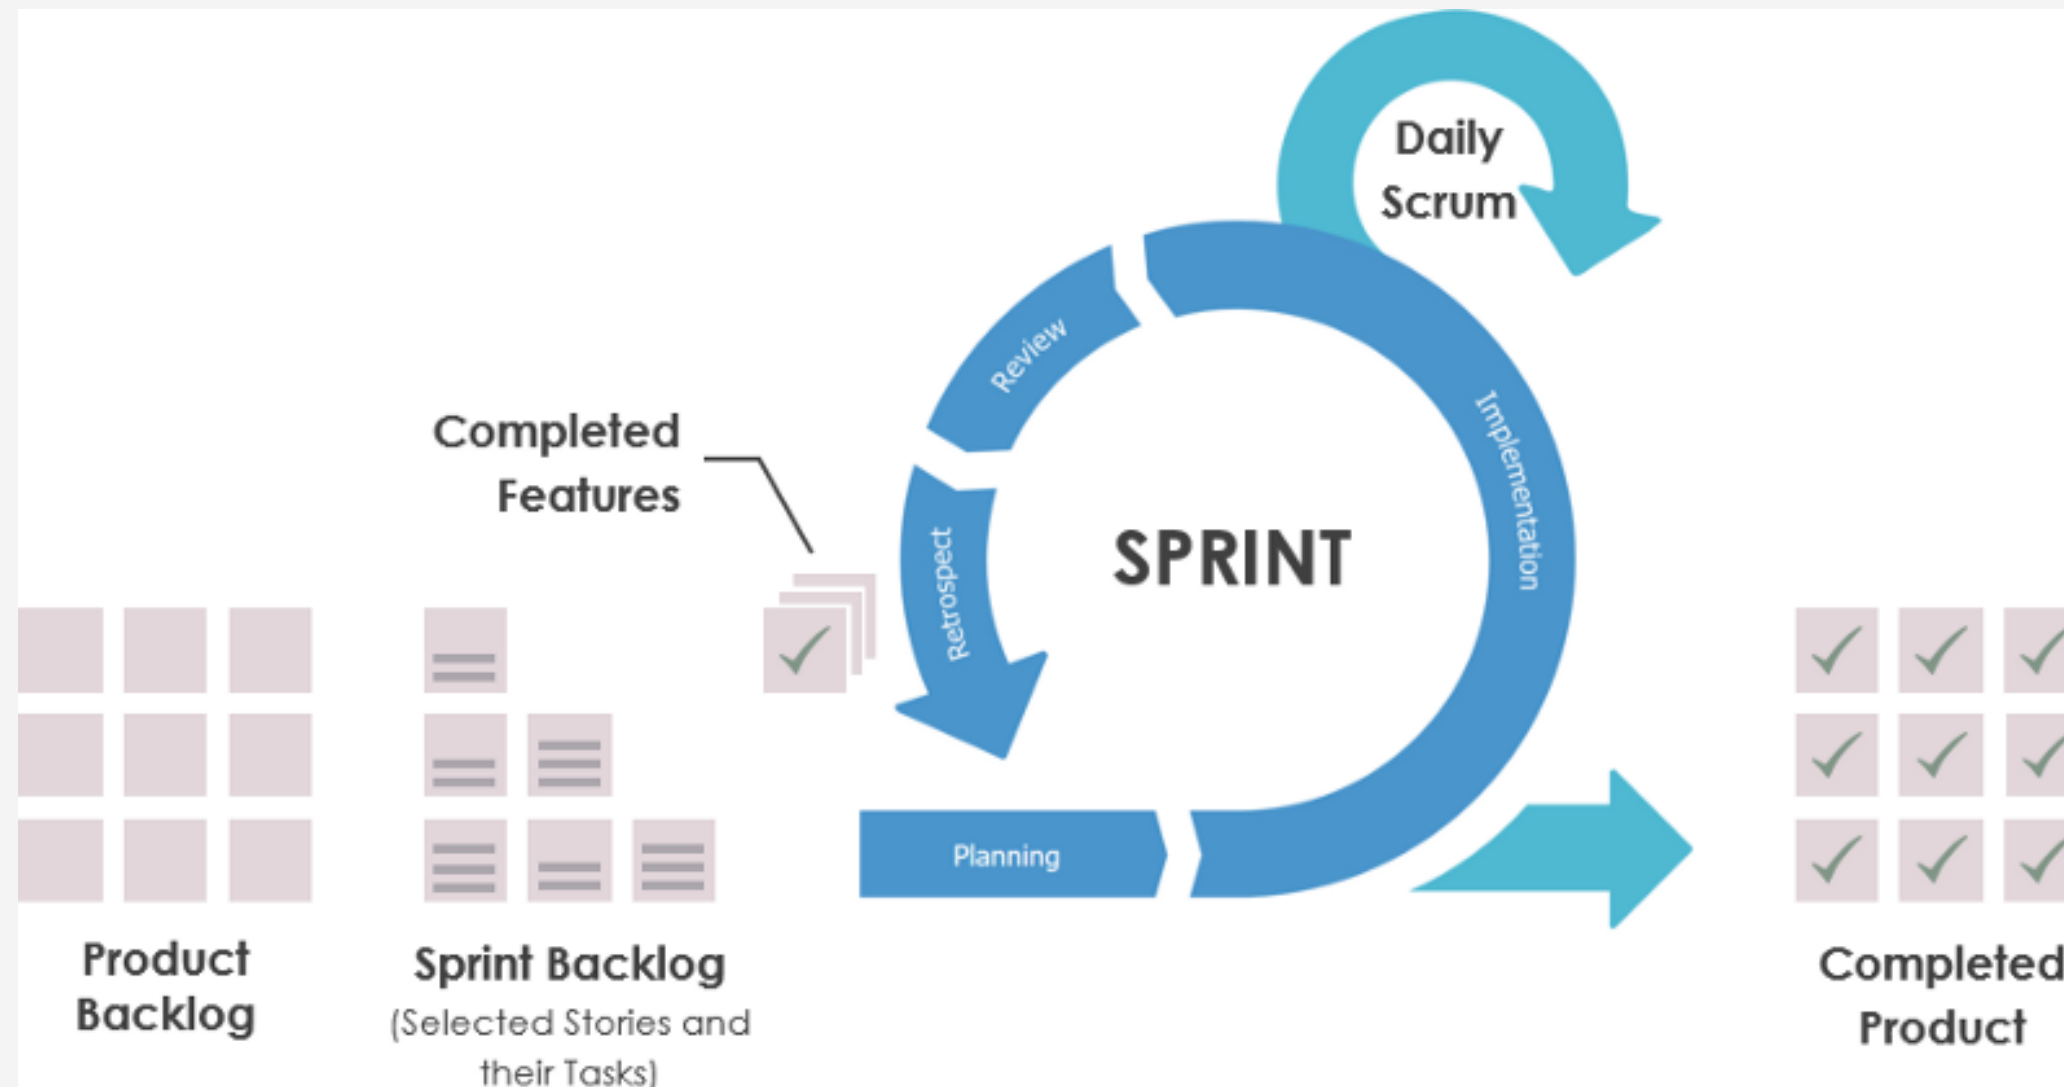 Daily
Scrum
Review
Implementation
Completed
Features
Retrospect
SPRINT
Planning
Product
Backlog
Sprint Backlog
(Selected Stories and
their Tasks)
Completed
Product